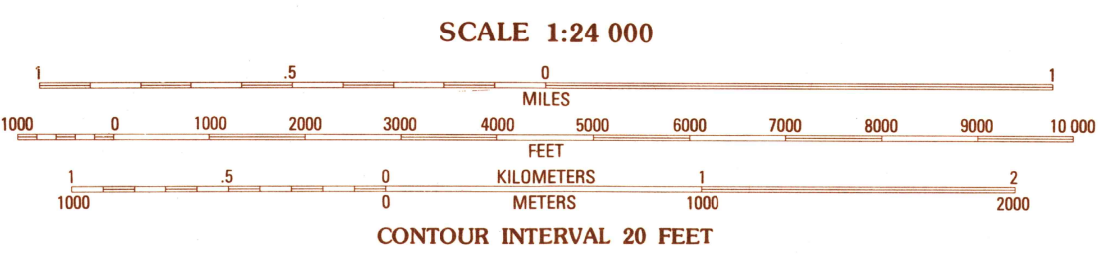 SCALE 1:24 000
1 .5 0 1
MILES
1000 0 1000 2000 3000 4000 5000 6000 7000 8000 9000 10 000
FEET
1 .5 0 KILOMETERS 1 2
1000 0 METERS 1000 2000
CONTOUR INTERVAL 20 FEET